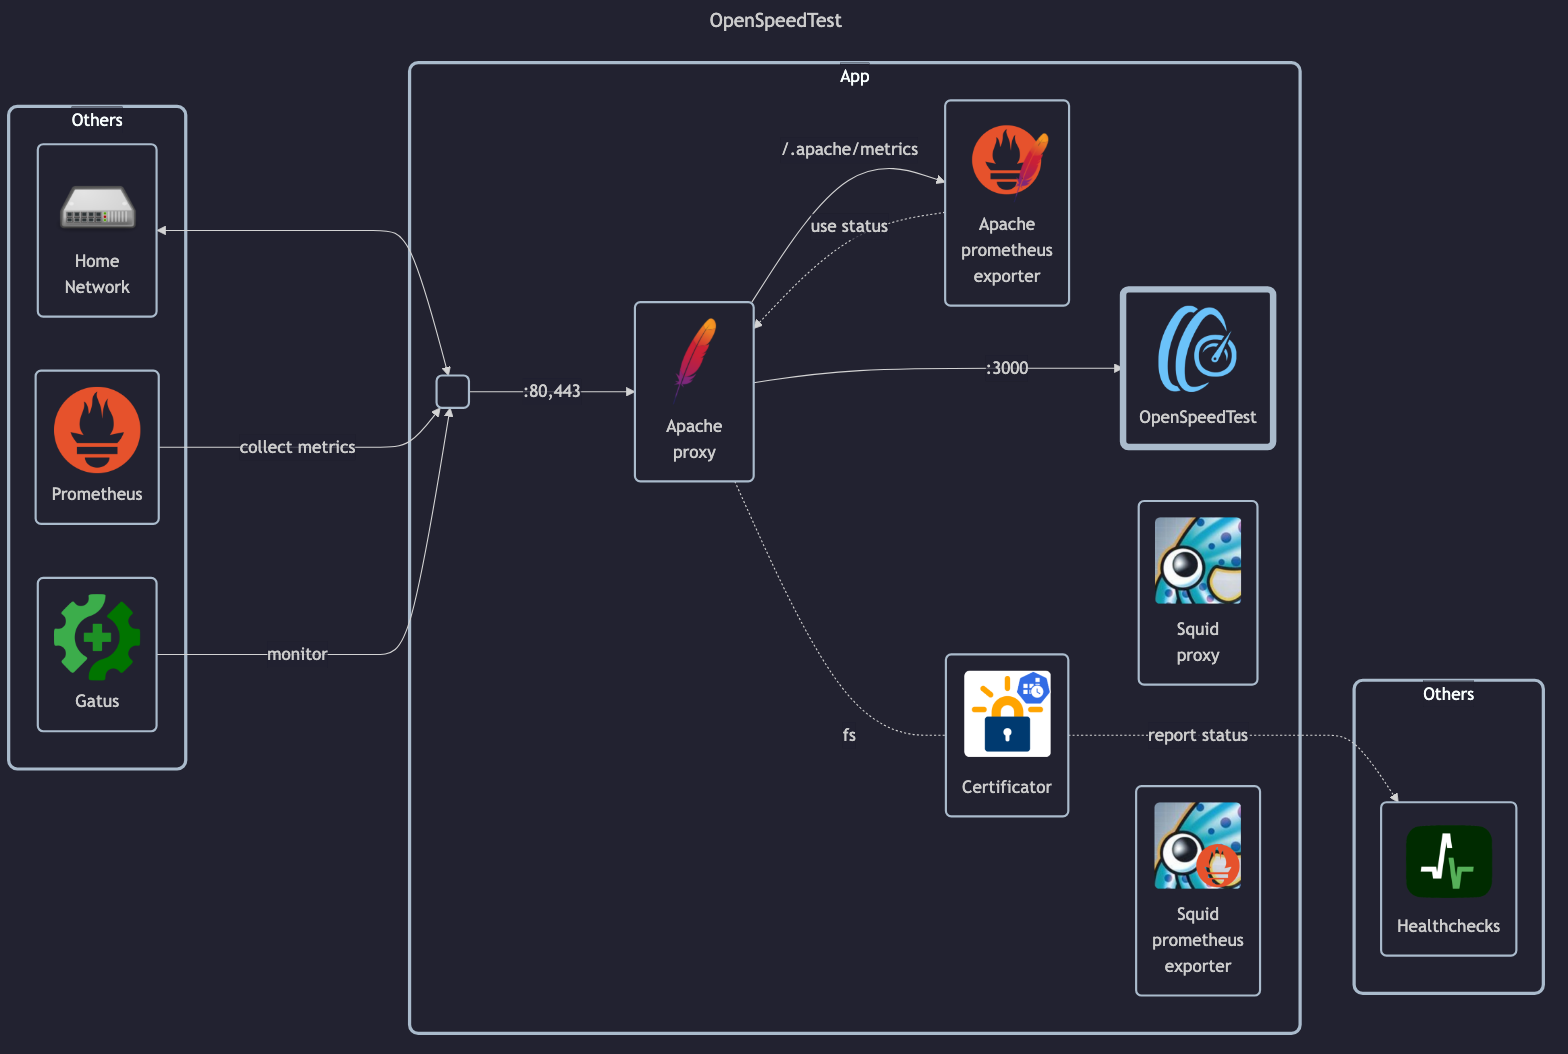 OpenSpeedTest
App
Others
Home
Network
Prometheus
Gatus
collect metrics
monitor
:80,443
Apache
proxy
/.apache/metrics
use status
Apache
prometheus
exporter
:3000
OpenSpeedTest
Squid
proxy
fs
Certificator
report status
Squid
prometheus
exporter
Others
Healthchecks